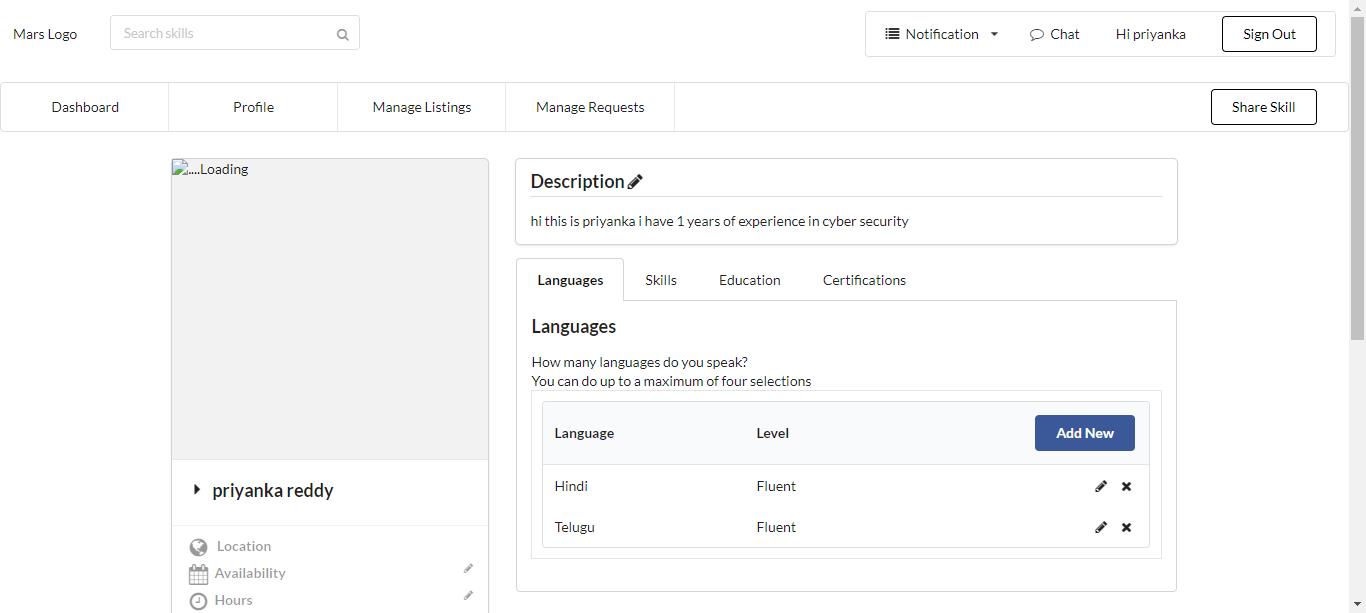 Mars Logo
Search skills
Notification
Chat
Hi priyanka
Sign Out
Dashboard
Profile
Manage Listings
Manage Requests
Share Skill
....Loading
priyanka reddy
Location
Availability
Hours
Description
hi this is priyanka i have 1 years of experience in cyber security
Languages
Skills
Education
Certifications
Languages
How many languages do you speak?
You can do up to a maximum of four selections
Language
Level
Add New
Hindi
Fluent
Telugu
Fluent